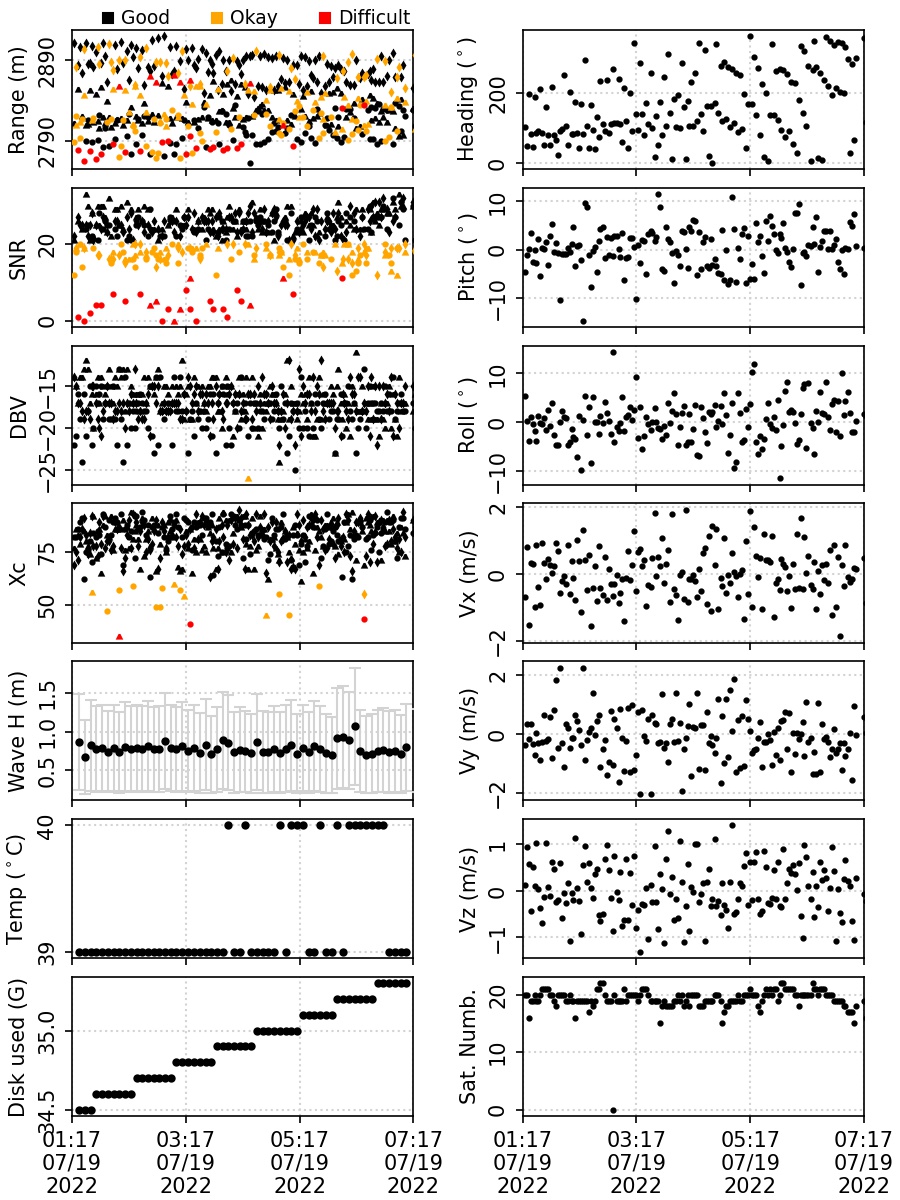 Good Okay Difficult
Range (m)
2890
2790
SNR
20
0
DBV
−15
−20
−25
Xc
75
50
Wave H (m)
1.5
1.0
0.5
Temp (°C)
40
39
Disk used (G)
35.0
34.5
01:17 03:17 05:17 07:17
07/19 07/19 07/19 07/19
2022 2022 2022 2022
Heading (°)
200
0
Pitch (°)
10
0
−10
Roll (°)
10
0
−10
Vx (m/s)
2
0
−2
Vy (m/s)
2
0
−2
Vz (m/s)
1
0
−1
Sat. Numb.
20
10
0
01:17 03:17 05:17 07:17
07/19 07/19 07/19 07/19
2022 2022 2022 2022